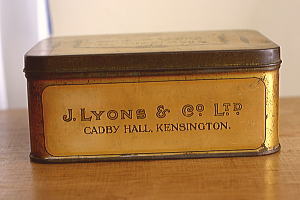 J. LYONS & CO. LTD.
CADBY HALL, KENSINGTON.